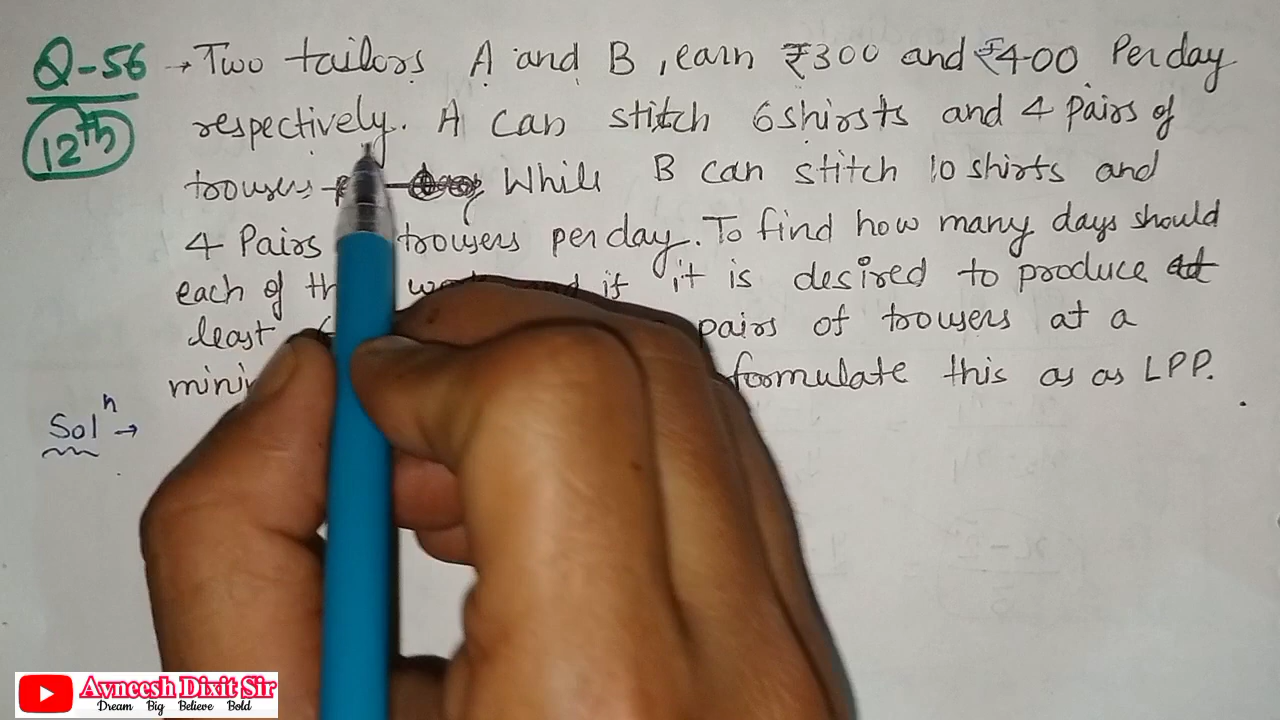 Q-56 → Two tailors A and B, earn ₹300 and ₹400 Per day
12th
respectively. A can stitch 6 shirsts and 4 Pairs of
trousers While B can stitch 10 shirts and
4 Pairs trousers per day. To find how many days should
each of if it is desired to produce at
least pairs of trousers at a
formulate this as as LPP.
Solⁿ →
Avneesh Dixit Sir
Dream Big Believe Bold